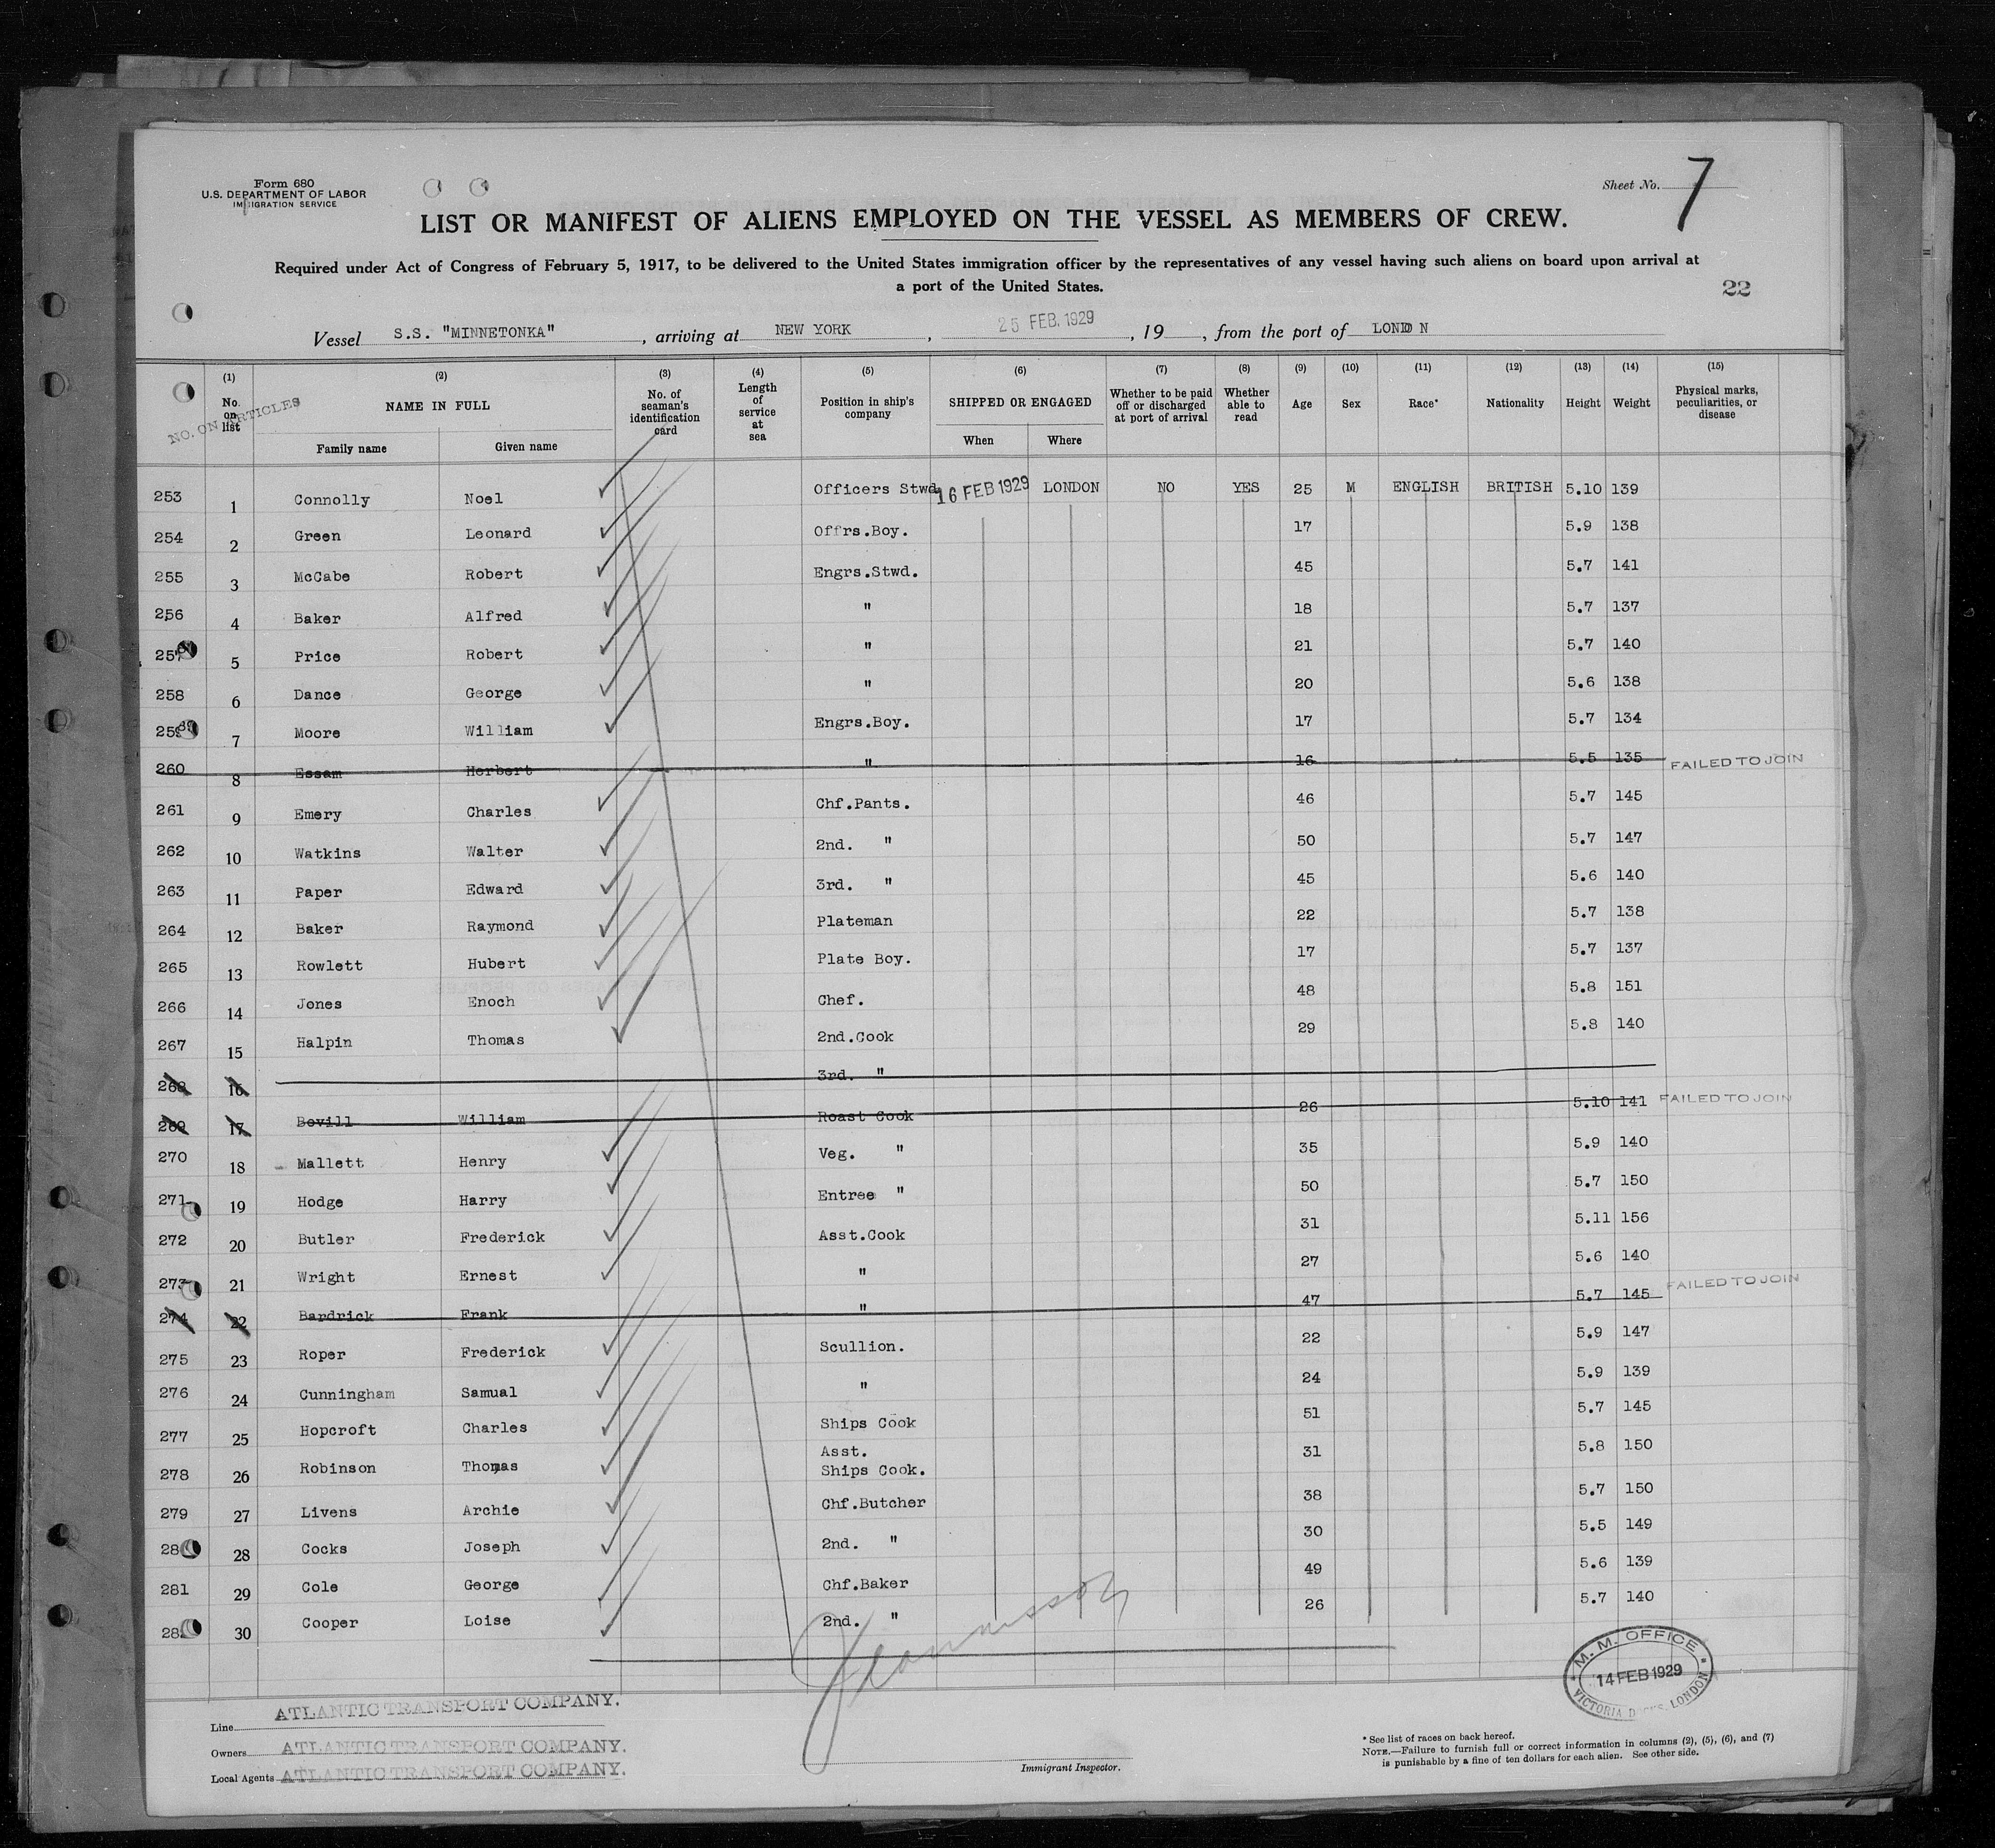 Form 680
U.S. DEPARTMENT OF LABOR
IMMIGRATION SERVICE
Sheet No. 7
LIST OR MANIFEST OF ALIENS EMPLOYED ON THE VESSEL AS MEMBERS OF CREW.
Required under Act of Congress of February 5, 1917, to be delivered to the United States immigration officer by the representatives of any vessel having such aliens on board upon arrival at
a port of the United States.
22
Vessel S.S. "MINNETONKA", arriving at NEW YORK, 25 FEB. 1929, 19 , from the port of LONDON
NO. ON ARTICLES
(1) No. on list
(2) NAME IN FULL Family name Given name
(3) No. of seaman's identification card
(4) Length of service at sea
(5) Position in ship's company
(6) SHIPPED OR ENGAGED When Where
(7) Whether to be paid off or discharged at port of arrival
(8) Whether able to read
(9) Age
(10) Sex
(11) Race*
(12) Nationality
(13) Height
(14) Weight
(15) Physical marks, peculiarities, or disease
253 1 Connolly Noel Officers Stwd 16 FEB 1929 LONDON NO YES 25 M ENGLISH BRITISH 5.10 139
254 2 Green Leonard Offrs.Boy. 17 5.9 138
255 3 McCabe Robert Engrs.Stwd. 45 5.7 141
256 4 Baker Alfred " 18 5.7 137
257 5 Price Robert " 21 5.7 140
258 6 Dance George " 20 5.6 138
259 7 Moore William Engrs.Boy. 17 5.7 134
260 8 Essam Herbert " 16 5.5 135 FAILED TO JOIN
261 9 Emery Charles Chf.Pants. 46 5.7 145
262 10 Watkins Walter 2nd. " 50 5.7 147
263 11 Paper Edward 3rd. " 45 5.6 140
264 12 Baker Raymond Plateman 22 5.7 138
265 13 Rowlett Hubert Plate Boy. 17 5.7 137
266 14 Jones Enoch Chef. 48 5.8 151
267 15 Halpin Thomas 2nd.Cook 29 5.8 140
268 16 3rd. "
269 17 Bovill William Roast Cook 26 5.10 141 FAILED TO JOIN
270 18 Mallett Henry Veg. " 35 5.9 140
271 19 Hodge Harry Entree " 50 5.7 150
272 20 Butler Frederick Asst.Cook 31 5.11 156
273 21 Wright Ernest " 27 5.6 140
274 22 Bardrick Frank " 47 5.7 145 FAILED TO JOIN
275 23 Roper Frederick Scullion. 22 5.9 147
276 24 Cunningham Samual " 24 5.9 139
277 25 Hopcroft Charles Ships Cook 51 5.7 145
278 26 Robinson Thomas Asst. Ships Cook. 31 5.8 150
279 27 Livens Archie Chf.Butcher 38 5.7 150
28 28 Cocks Joseph 2nd. " 30 5.5 149
281 29 Cole George Chf.Baker 49 5.6 139
28 30 Cooper Loise 2nd. " 26 5.7 140
M. M. OFFICE
14 FEB 1929
VICTORIA DOCKS, LONDON
Line ATLANTIC TRANSPORT COMPANY.
Owners ATLANTIC TRANSPORT COMPANY.
Local Agents ATLANTIC TRANSPORT COMPANY.
Immigrant Inspector.
* See list of races on back hereof.
NOTE.—Failure to furnish full or correct information in columns (2), (5), (6), and (7)
is punishable by a fine of ten dollars for each alien. See other side.